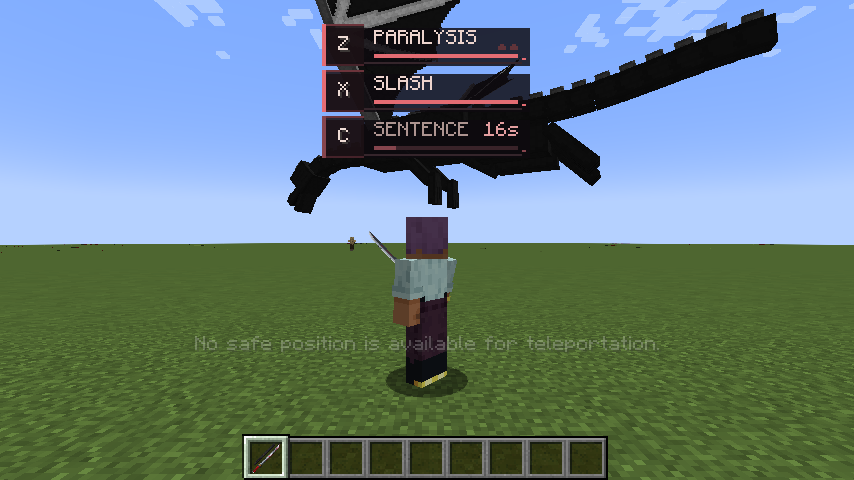 Z PARALYSIS
X SLASH
C SENTENCE 16s
No safe position is available for teleportation.